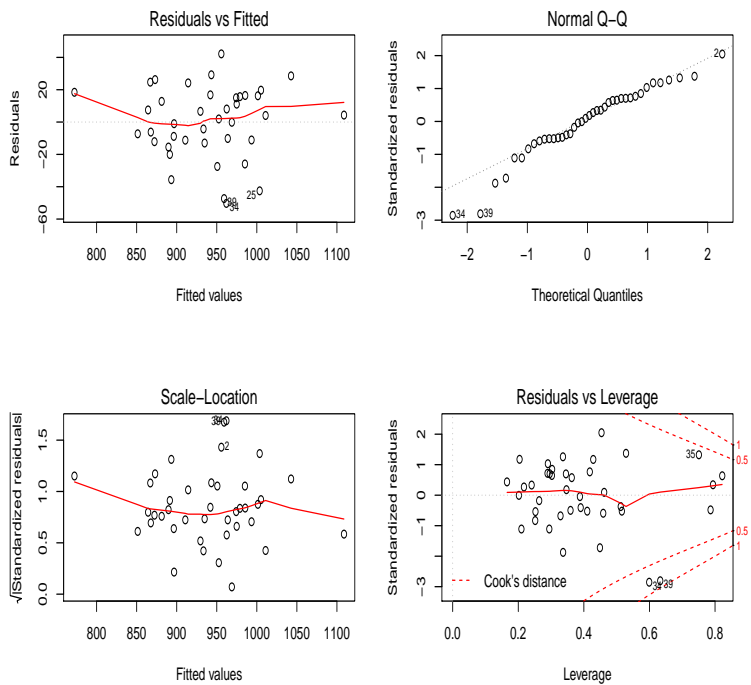 Residuals vs Fitted
Residuals
20
−20
−60
34
25
800 850 900 950 1000 1050 1100
Fitted values
Normal Q−Q
Standardized residuals
2
1
0
−1
−3
2
34
39
−2 −1 0 1 2
Theoretical Quantiles
Scale−Location
√|Standardized residuals|
1.5
1.0
0.5
0.0
2
800 850 900 950 1000 1050 1100
Fitted values
Residuals vs Leverage
Standardized residuals
2
1
0
−1
−3
35
39
1
0.5
0.5
1
Cook's distance
0.0 0.2 0.4 0.6 0.8
Leverage